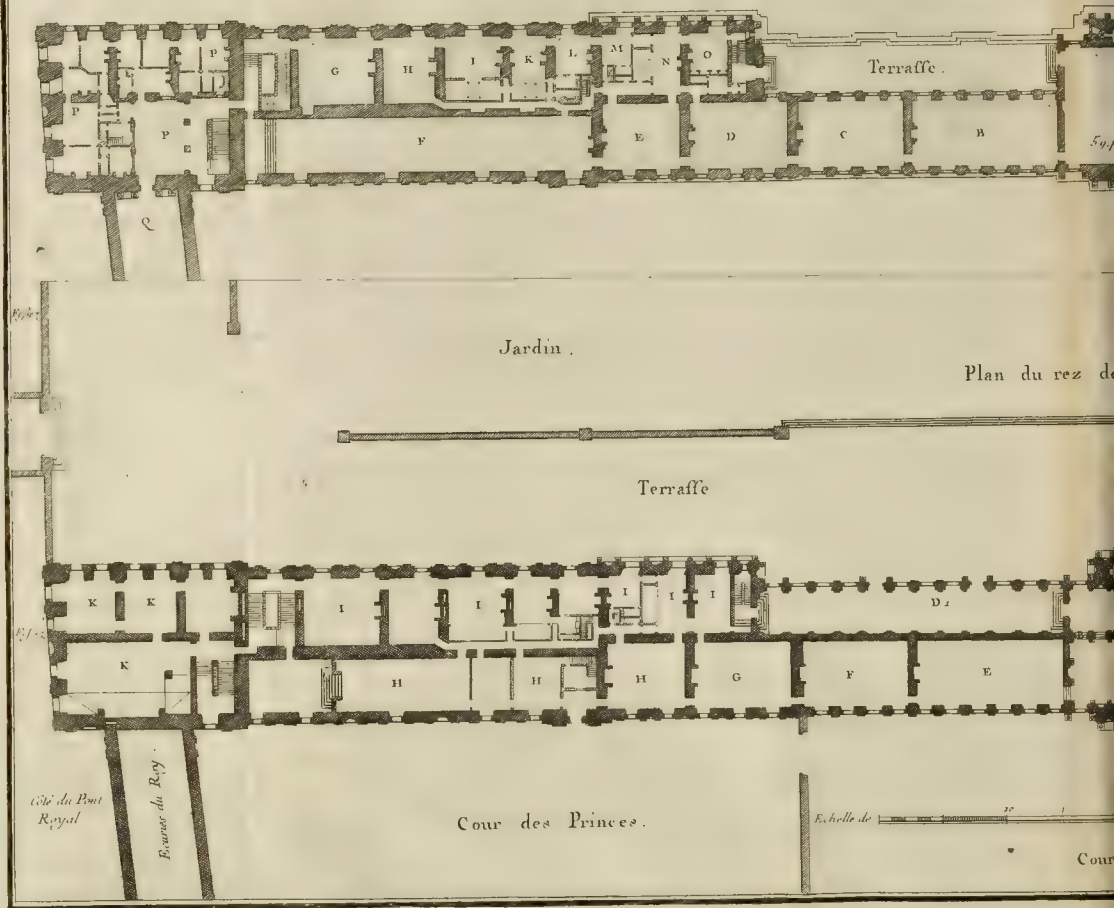 P
G
H
I
K
L
M
N
O
Terrasse.
P
P
F
E
D
C
B
Q
Jardin.
Plan du rez de
Terrasse
K
K
I
I
I
I
I
D 2
K
H
H
H
G
F
E
Côté du Pont
Royal
Ecuries du Roy
Cour des Princes.
Echelle de
Cour